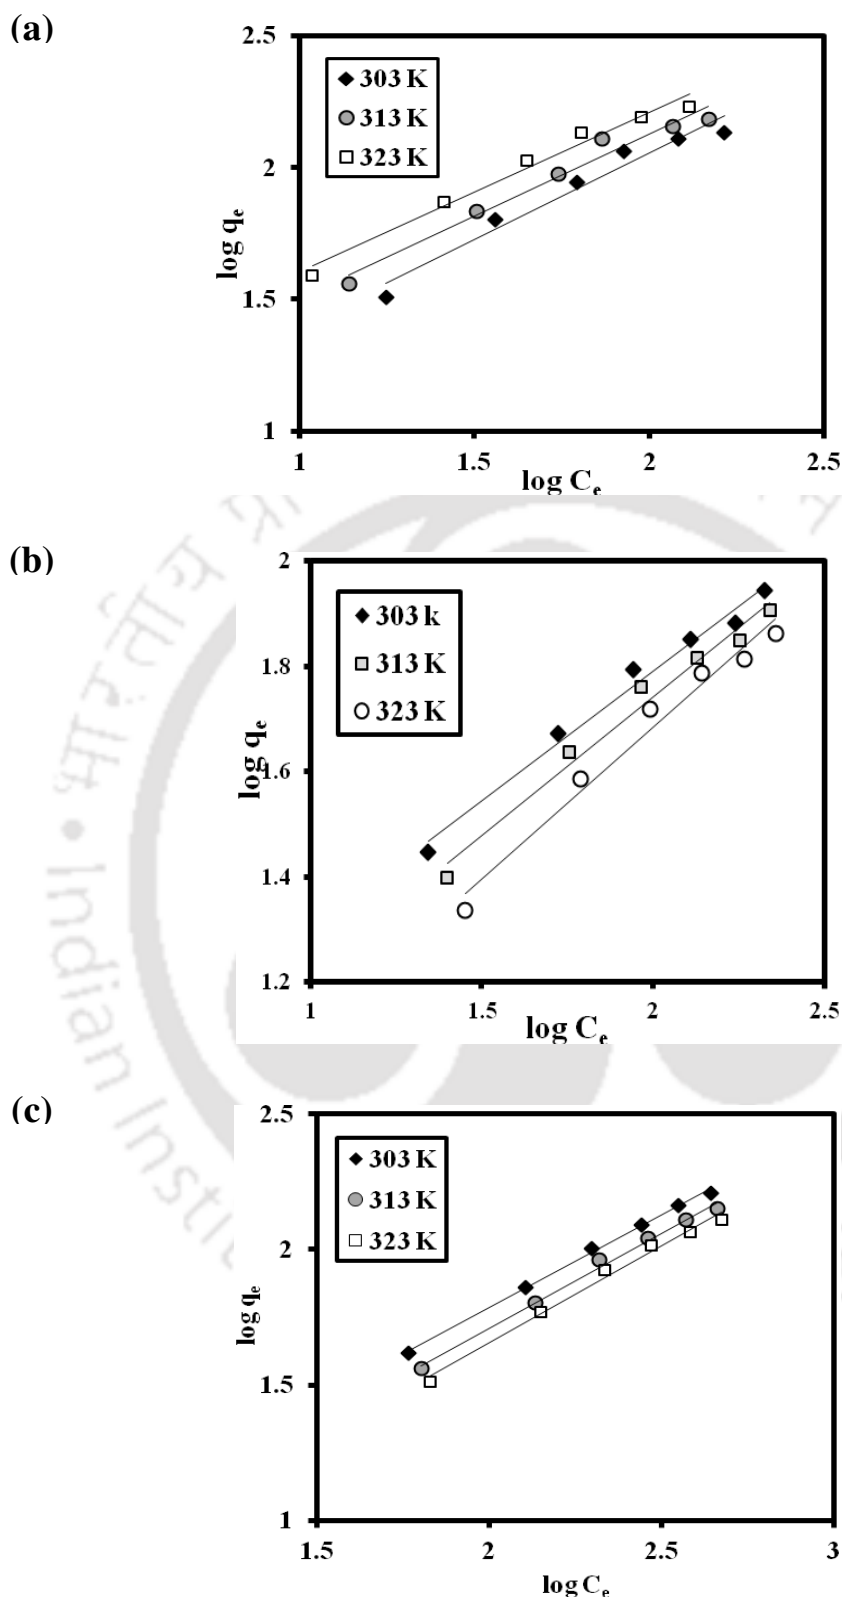 (a)
2.5
2
1.5
1
303 K
313 K
323 K
log qe
1 1.5 2 2.5
log Ce
(b)
2
1.8
1.6
1.4
1.2
303 k
313 K
323 K
log qe
1 1.5 2 2.5
log Ce
(c)
2.5
2
1.5
1
303 K
313 K
323 K
log qe
1.5 2 2.5 3
log Ce
भारतीय प्रौ
• Indian Instit